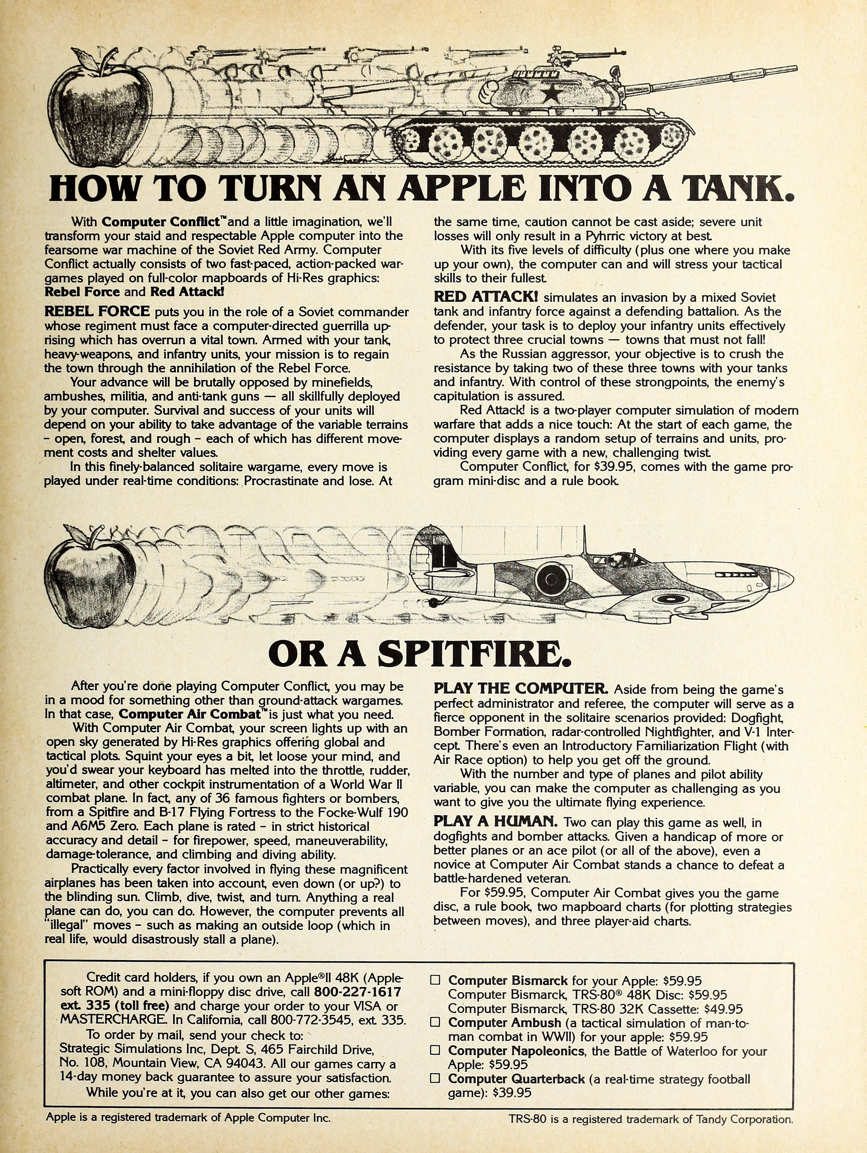 HOW TO TURN AN APPLE INTO A TANK.
With Computer Conflict™ and a little imagination, we'll
transform your staid and respectable Apple computer into the
fearsome war machine of the Soviet Red Army. Computer
Conflict actually consists of two fast-paced, action-packed war-
games played on full-color mapboards of Hi-Res graphics:
Rebel Force and Red Attack!
REBEL FORCE puts you in the role of a Soviet commander
whose regiment must face a computer-directed guerrilla up-
rising which has overrun a vital town. Armed with your tank,
heavy-weapons, and infantry units, your mission is to regain
the town through the annihilation of the Rebel Force.
Your advance will be brutally opposed by minefields,
ambushes, militia, and anti-tank guns — all skillfully deployed
by your computer. Survival and success of your units will
depend on your ability to take advantage of the variable terrains
– open, forest, and rough – each of which has different move-
ment costs and shelter values.
In this finely-balanced solitaire wargame, every move is
played under real-time conditions: Procrastinate and lose. At
the same time, caution cannot be cast aside; severe unit
losses will only result in a Pyhrric victory at best.
With its five levels of difficulty (plus one where you make
up your own), the computer can and will stress your tactical
skills to their fullest.
RED ATTACK! simulates an invasion by a mixed Soviet
tank and infantry force against a defending battalion. As the
defender, your task is to deploy your infantry units effectively
to protect three crucial towns — towns that must not fall!
As the Russian aggressor, your objective is to crush the
resistance by taking two of these three towns with your tanks
and infantry. With control of these strongpoints, the enemy's
capitulation is assured.
Red Attack! is a two-player computer simulation of modern
warfare that adds a nice touch: At the start of each game, the
computer displays a random setup of terrains and units, pro-
viding every game with a new, challenging twist.
Computer Conflict, for $39.95, comes with the game pro-
gram mini-disc and a rule book.
OR A SPITFIRE.
After you're done playing Computer Conflict, you may be
in a mood for something other than ground-attack wargames.
In that case, Computer Air Combat™ is just what you need.
With Computer Air Combat, your screen lights up with an
open sky generated by Hi-Res graphics offering global and
tactical plots. Squint your eyes a bit, let loose your mind, and
you'd swear your keyboard has melted into the throttle, rudder,
altimeter, and other cockpit instrumentation of a World War II
combat plane. In fact, any of 36 famous fighters or bombers,
from a Spitfire and B-17 Flying Fortress to the Focke-Wulf 190
and A6M5 Zero. Each plane is rated – in strict historical
accuracy and detail – for firepower, speed, maneuverability,
damage-tolerance, and climbing and diving ability.
Practically every factor involved in flying these magnificent
airplanes has been taken into account, even down (or up?) to
the blinding sun. Climb, dive, twist, and turn. Anything a real
plane can do, you can do. However, the computer prevents all
"illegal" moves – such as making an outside loop (which in
real life, would disastrously stall a plane).
PLAY THE COMPUTER. Aside from being the game's
perfect administrator and referee, the computer will serve as a
fierce opponent in the solitaire scenarios provided: Dogfight,
Bomber Formation, radar-controlled Nightfighter, and V-1 Inter-
cept. There's even an Introductory Familiarization Flight (with
Air Race option) to help you get off the ground.
With the number and type of planes and pilot ability
variable, you can make the computer as challenging as you
want to give you the ultimate flying experience.
PLAY A HUMAN. Two can play this game as well, in
dogfights and bomber attacks. Given a handicap of more or
better planes or an ace pilot (or all of the above), even a
novice at Computer Air Combat stands a chance to defeat a
battle-hardened veteran.
For $59.95, Computer Air Combat gives you the game
disc, a rule book, two mapboard charts (for plotting strategies
between moves), and three player-aid charts.
Credit card holders, if you own an Apple®II 48K (Apple-
soft ROM) and a mini-floppy disc drive, call 800-227-1617
ext. 335 (toll free) and charge your order to your VISA or
MASTERCHARGE. In California, call 800-772-3545, ext. 335.
To order by mail, send your check to:
Strategic Simulations Inc, Dept. S, 465 Fairchild Drive,
No. 108, Mountain View, CA 94043. All our games carry a
14-day money back guarantee to assure your satisfaction.
While you're at it, you can also get our other games:
☐ Computer Bismarck for your Apple: $59.95
Computer Bismarck, TRS-80® 48K Disc: $59.95
Computer Bismarck, TRS-80 32K Cassette: $49.95
☐ Computer Ambush (a tactical simulation of man-to-
man combat in WWII) for your apple: $59.95
☐ Computer Napoleonics, the Battle of Waterloo for your
Apple: $59.95
☐ Computer Quarterback (a real-time strategy football
game): $39.95
Apple is a registered trademark of Apple Computer Inc.
TRS-80 is a registered trademark of Tandy Corporation.